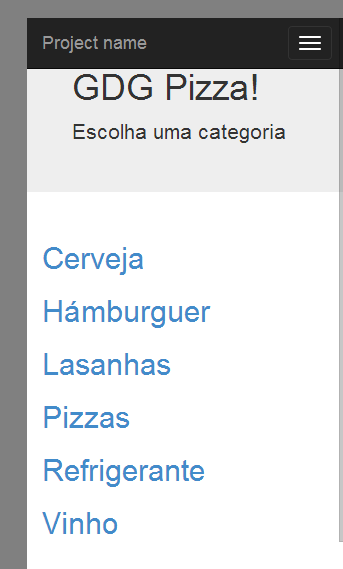 Project name
GDG Pizza!
Escolha uma categoria
Cerveja
Hámburguer
Lasanhas
Pizzas
Refrigerante
Vinho